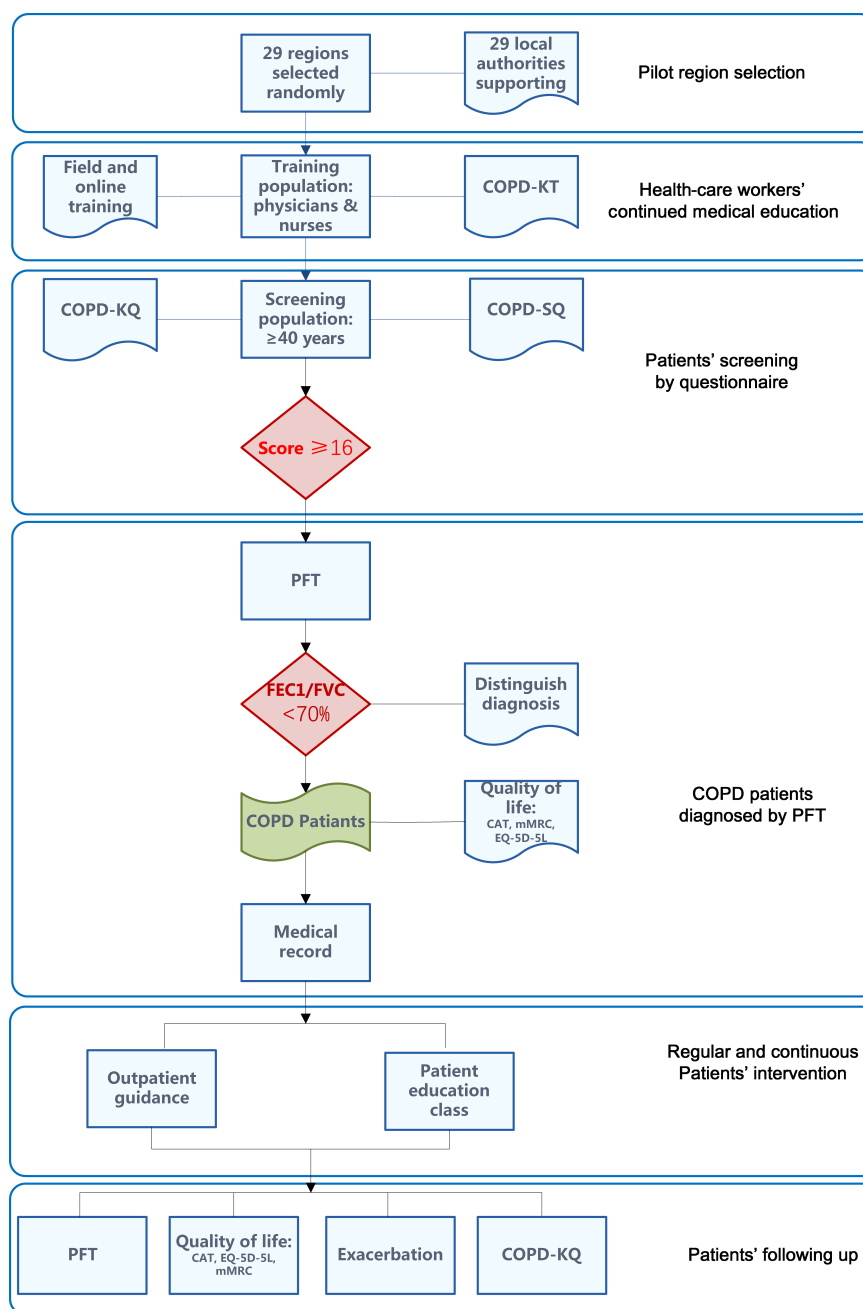 29 regions
selected
randomly
29 local
authorities
supporting
Pilot region selection
Field and
online
training
Training
population:
physicians &
nurses
COPD-KT
Health-care workers’
continued medical education
COPD-KQ
Screening
population:
≥40 years
COPD-SQ
Patients’ screening
by questionnaire
Score ≥16
PFT
FEC1/FVC
<70%
Distinguish
diagnosis
COPD Patiants
Quality of
life:
CAT, mMRC,
EQ-5D-5L
COPD patients
diagnosed by PFT
Medical
record
Outpatient
guidance
Patient
education
class
Regular and continuous
Patients’ intervention
PFT
Quality of life:
CAT, EQ-5D-5L,
mMRC
Exacerbation
COPD-KQ
Patients’ following up